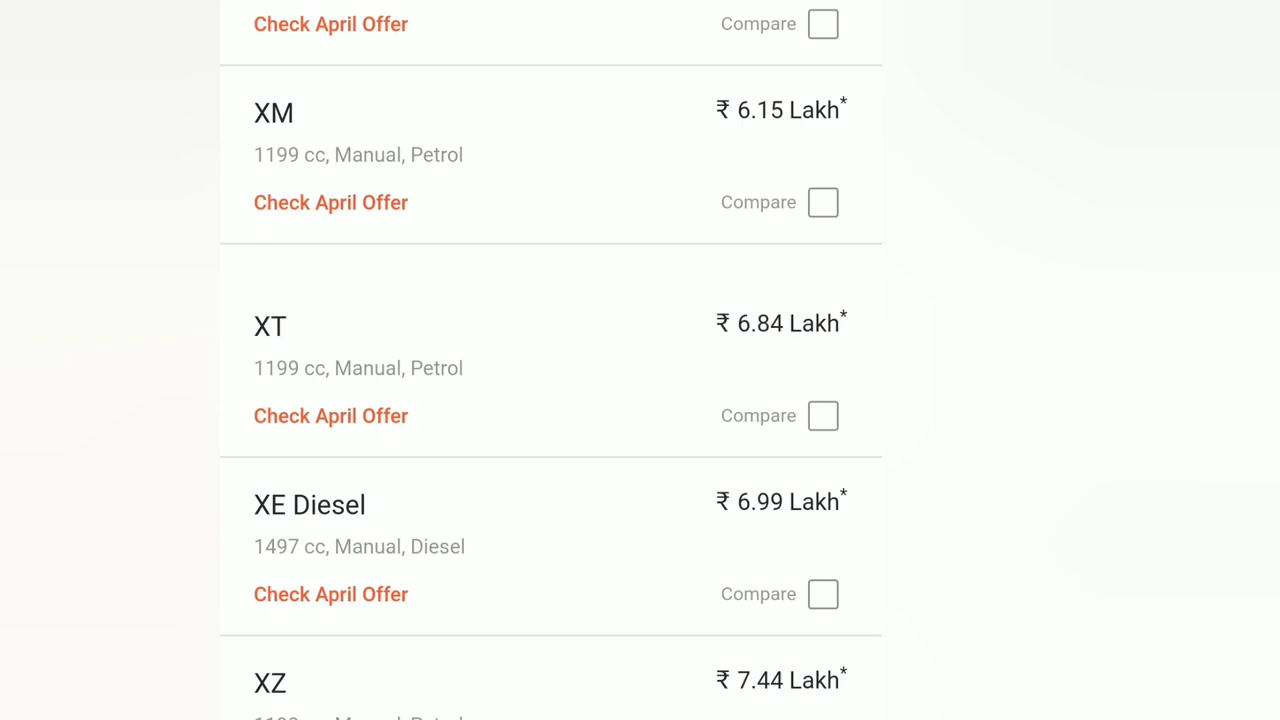 Check April Offer Compare
XM ₹ 6.15 Lakh*
1199 cc, Manual, Petrol
Check April Offer Compare
XT ₹ 6.84 Lakh*
1199 cc, Manual, Petrol
Check April Offer Compare
XE Diesel ₹ 6.99 Lakh*
1497 cc, Manual, Diesel
Check April Offer Compare
XZ ₹ 7.44 Lakh*